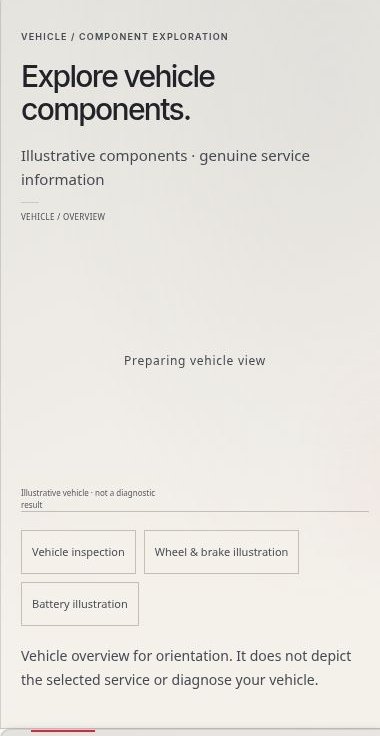 VEHICLE / COMPONENT EXPLORATION
Explore vehicle
components.
Illustrative components · genuine service
information
VEHICLE / OVERVIEW
Preparing vehicle view
Illustrative vehicle · not a diagnostic
result
Vehicle inspection
Wheel & brake illustration
Battery illustration
Vehicle overview for orientation. It does not depict
the selected service or diagnose your vehicle.